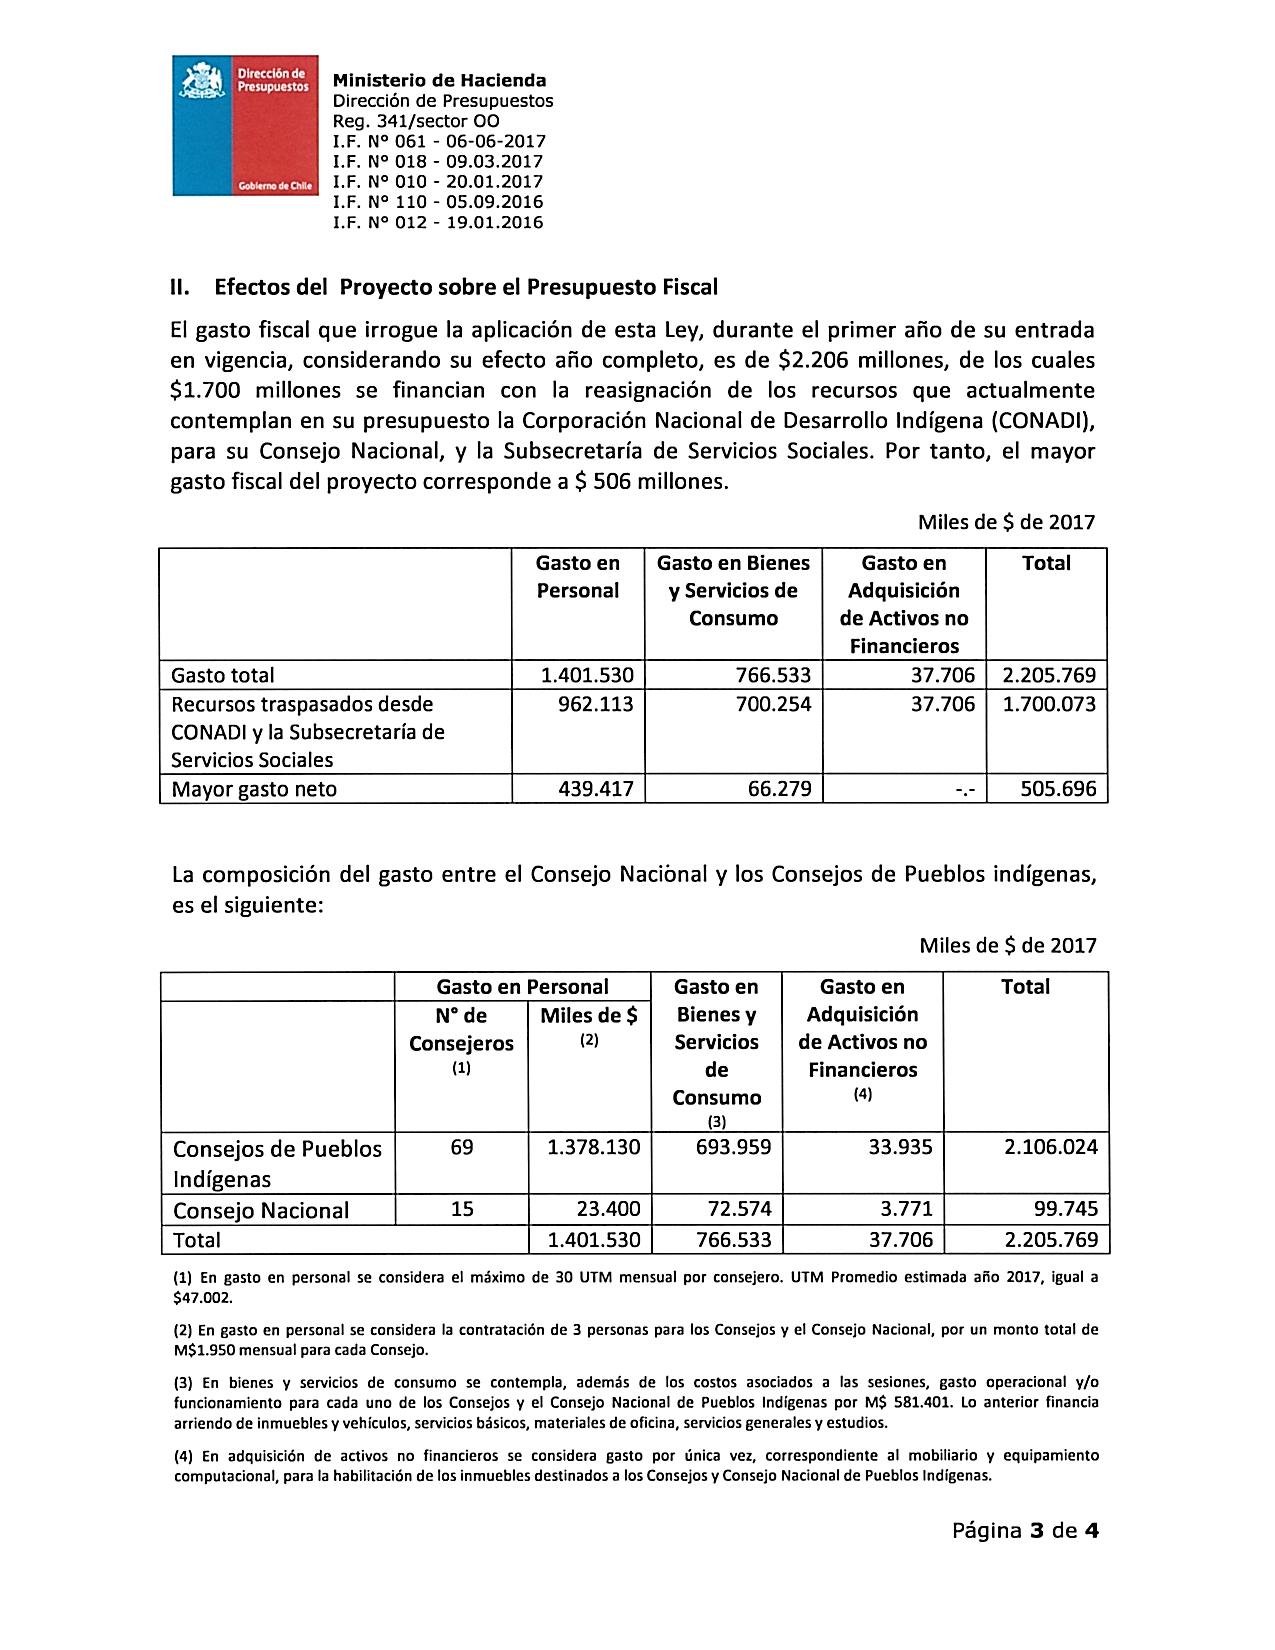 Dirección de
Presupuestos
Gobierno de Chile
Ministerio de Hacienda
Dirección de Presupuestos
Reg. 341/sector OO
I.F. Nº 061 - 06-06-2017
I.F. Nº 018 - 09.03.2017
I.F. Nº 010 - 20.01.2017
I.F. Nº 110 - 05.09.2016
I.F. Nº 012 - 19.01.2016
II. Efectos del Proyecto sobre el Presupuesto Fiscal
El gasto fiscal que irrogue la aplicación de esta Ley, durante el primer año de su entrada
en vigencia, considerando su efecto año completo, es de $2.206 millones, de los cuales
$1.700 millones se financian con la reasignación de los recursos que actualmente
contemplan en su presupuesto la Corporación Nacional de Desarrollo Indígena (CONADI),
para su Consejo Nacional, y la Subsecretaría de Servicios Sociales. Por tanto, el mayor
gasto fiscal del proyecto corresponde a $ 506 millones.
Miles de $ de 2017
Gasto en Gasto en Bienes Gasto en Total
Personal y Servicios de Adquisición
Consumo de Activos no
Financieros
Gasto total 1.401.530 766.533 37.706 2.205.769
Recursos traspasados desde 962.113 700.254 37.706 1.700.073
CONADI y la Subsecretaría de
Servicios Sociales
Mayor gasto neto 439.417 66.279 -.- 505.696
La composición del gasto entre el Consejo Nacional y los Consejos de Pueblos indígenas,
es el siguiente:
Miles de $ de 2017
Gasto en Personal Gasto en Gasto en Total
N° de Miles de $ Bienes y Adquisición
Consejeros (2) Servicios de Activos no
(1) de Financieros
Consumo (4)
(3)
Consejos de Pueblos 69 1.378.130 693.959 33.935 2.106.024
Indígenas
Consejo Nacional 15 23.400 72.574 3.771 99.745
Total 1.401.530 766.533 37.706 2.205.769
(1) En gasto en personal se considera el máximo de 30 UTM mensual por consejero. UTM Promedio estimada año 2017, igual a
$47.002.
(2) En gasto en personal se considera la contratación de 3 personas para los Consejos y el Consejo Nacional, por un monto total de
M$1.950 mensual para cada Consejo.
(3) En bienes y servicios de consumo se contempla, además de los costos asociados a las sesiones, gasto operacional y/o
funcionamiento para cada uno de los Consejos y el Consejo Nacional de Pueblos Indígenas por M$ 581.401. Lo anterior financia
arriendo de inmuebles y vehículos, servicios básicos, materiales de oficina, servicios generales y estudios.
(4) En adquisición de activos no financieros se considera gasto por única vez, correspondiente al mobiliario y equipamiento
computacional, para la habilitación de los inmuebles destinados a los Consejos y Consejo Nacional de Pueblos Indígenas.
Página 3 de 4